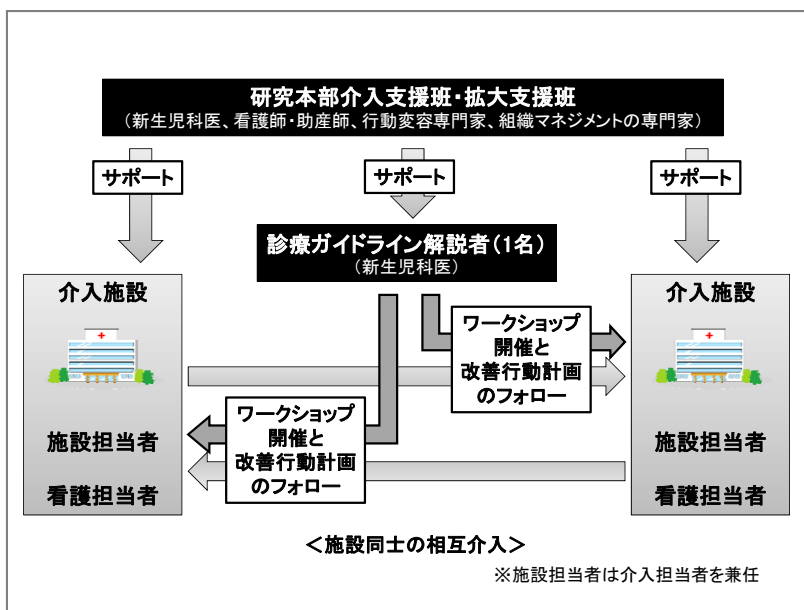 研究本部介入支援班・拡大支援班
(新生児科医、看護師・助産師、行動変容専門家、組織マネジメントの専門家)
サポート
サポート
サポート
診療ガイドライン解説者(1名)
(新生児科医)
介入施設
施設担当者
看護担当者
ワークショップ
開催と
改善行動計画
のフォロー
ワークショップ
開催と
改善行動計画
のフォロー
介入施設
施設担当者
看護担当者
<施設同士の相互介入>
※施設担当者は介入担当者を兼任